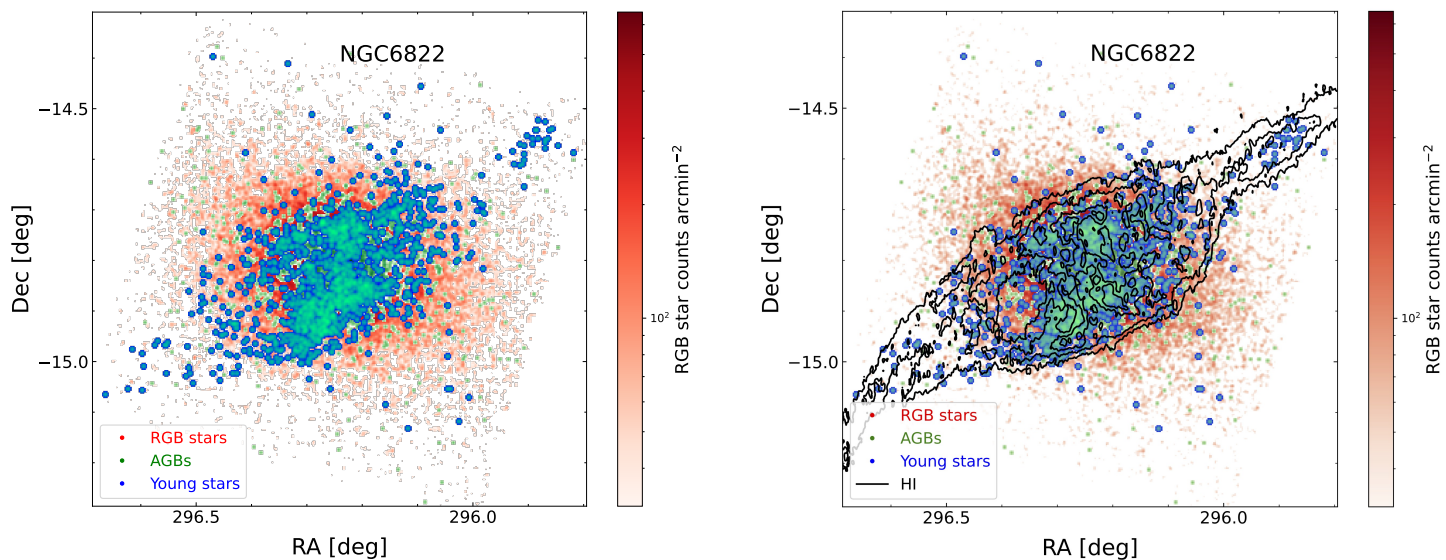 NGC6822
−14.5
−15.0
Dec [deg]
296.5
296.0
RA [deg]
RGB stars
AGBs
Young stars
10²
RGB star counts arcmin⁻²
NGC6822
−14.5
−15.0
Dec [deg]
296.5
296.0
RA [deg]
RGB stars
AGBs
Young stars
HI
10²
RGB star counts arcmin⁻²